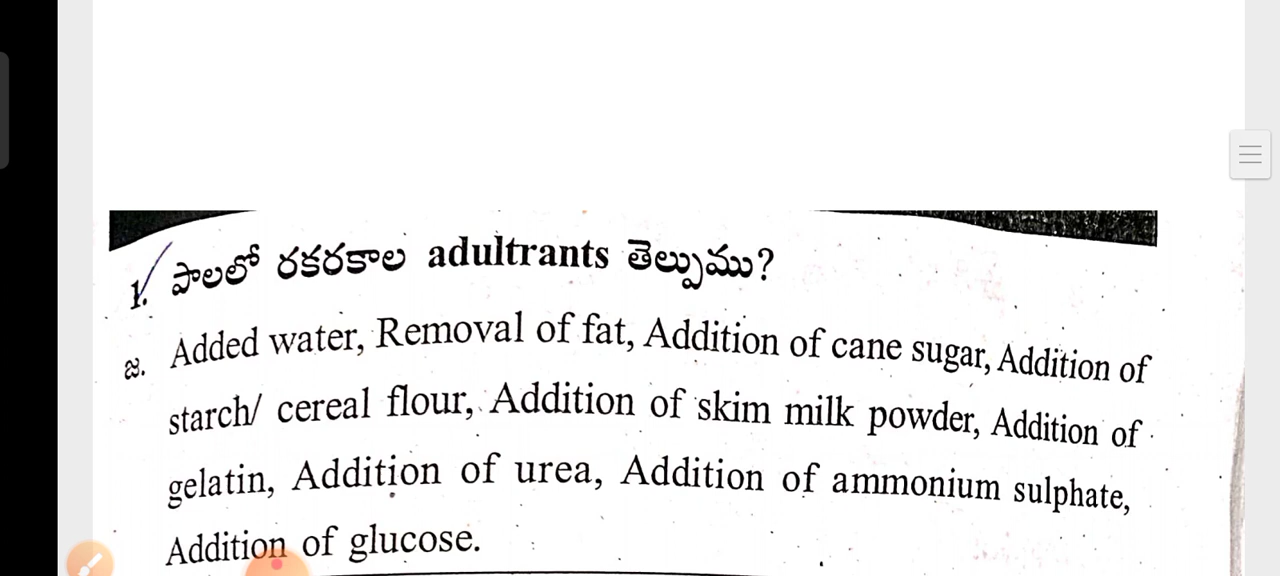 1. పాలలో రకరకాల adultrants తెల్పుము?
జ. Added water, Removal of fat, Addition of cane sugar, Addition of
starch/ cereal flour, Addition of skim milk powder, Addition of
gelatin, Addition of urea, Addition of ammonium sulphate,
Addition of glucose.